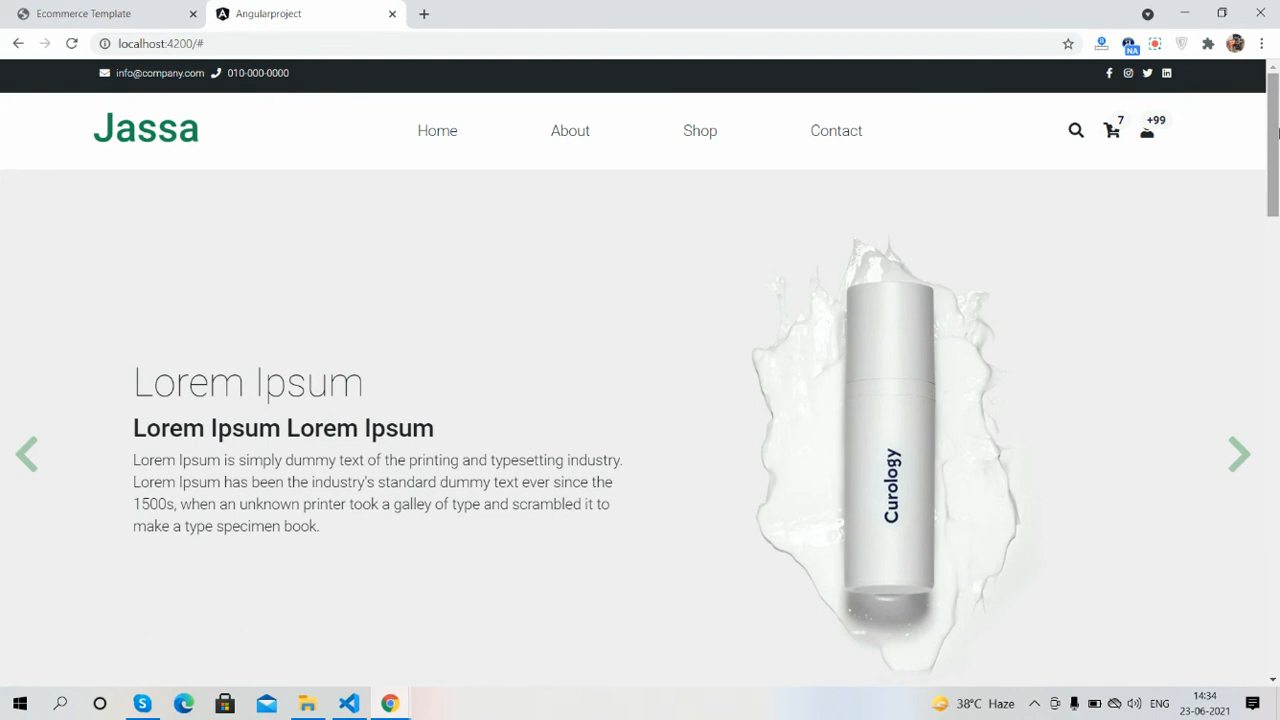 Ecommerce Template
Angularproject
localhost:4200/#
NA
info@company.com 010-000-0000
Jassa
Home About Shop Contact
7
+99
Lorem Ipsum
Lorem Ipsum Lorem Ipsum
Lorem Ipsum is simply dummy text of the printing and typesetting industry.
Lorem Ipsum has been the industry's standard dummy text ever since the
1500s, when an unknown printer took a galley of type and scrambled it to
make a type specimen book.
Curology
38°C Haze
ENG
14:34
23-06-2021